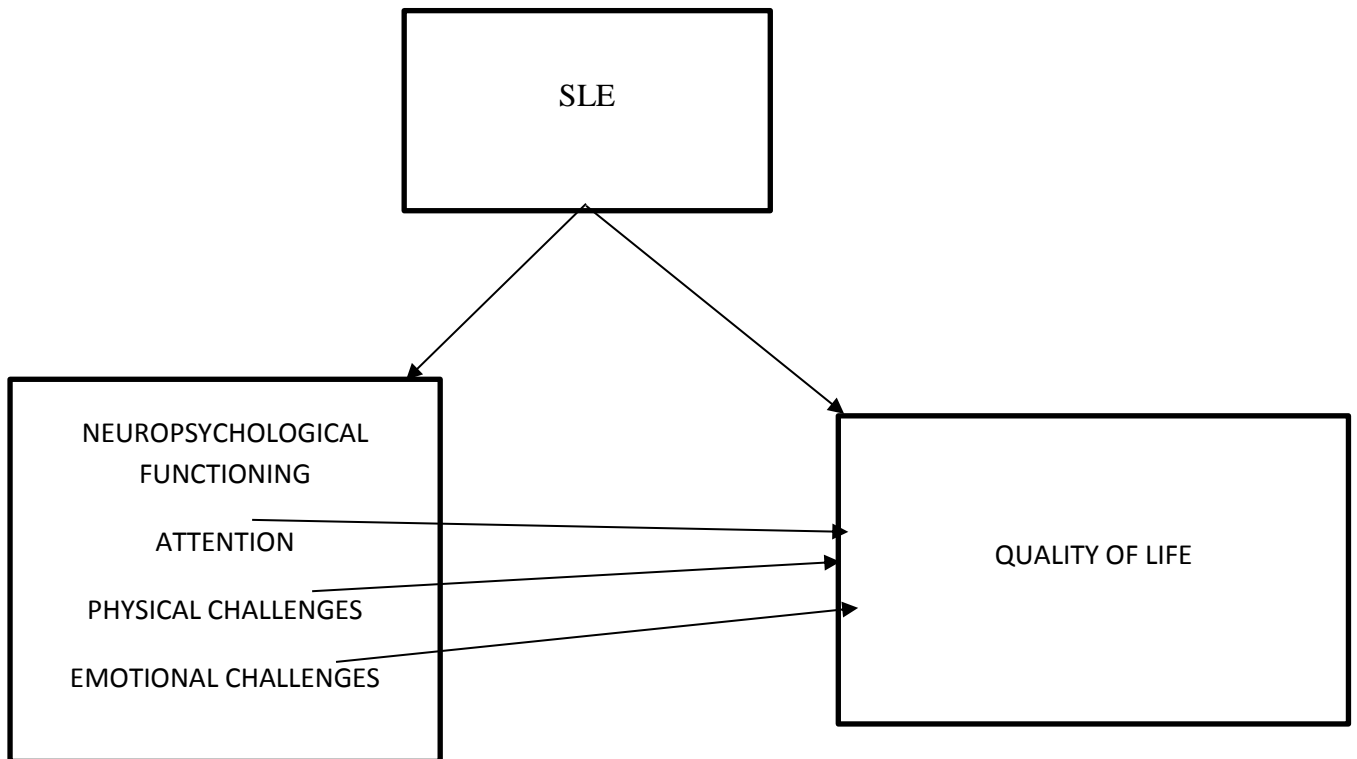 SLE
NEUROPSYCHOLOGICAL
FUNCTIONING
ATTENTION
PHYSICAL CHALLENGES
EMOTIONAL CHALLENGES
QUALITY OF LIFE